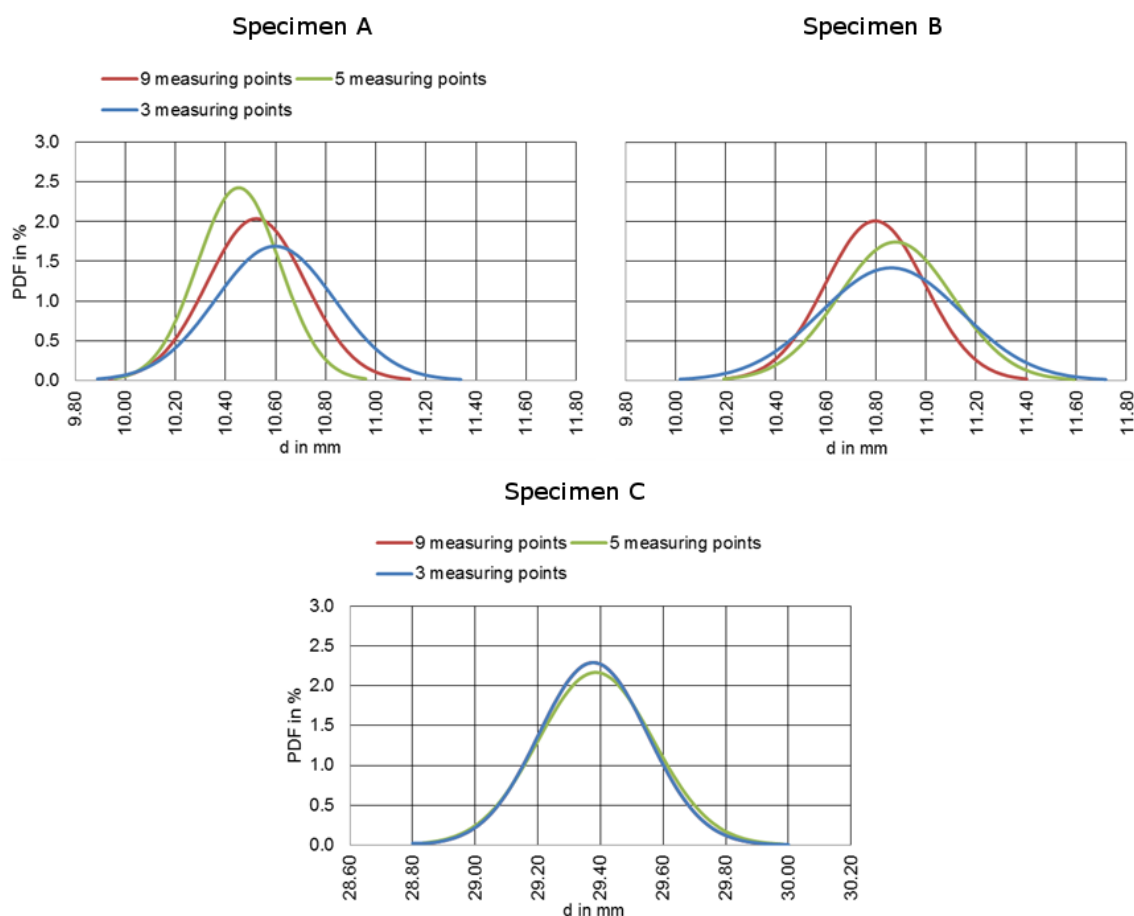 Specimen A
Specimen B
9 measuring points 5 measuring points
3 measuring points
3.0
2.5
2.0
1.5
1.0
0.5
0.0
PDF in %
9.80 10.00 10.20 10.40 10.60 10.80 11.00 11.20 11.40 11.60 11.80
d in mm
9.80 10.00 10.20 10.40 10.60 10.80 11.00 11.20 11.40 11.60 11.80
d in mm
Specimen C
9 measuring points 5 measuring points
3 measuring points
3.0
2.5
2.0
1.5
1.0
0.5
0.0
PDF in %
28.60 28.80 29.00 29.20 29.40 29.60 29.80 30.00 30.20
d in mm